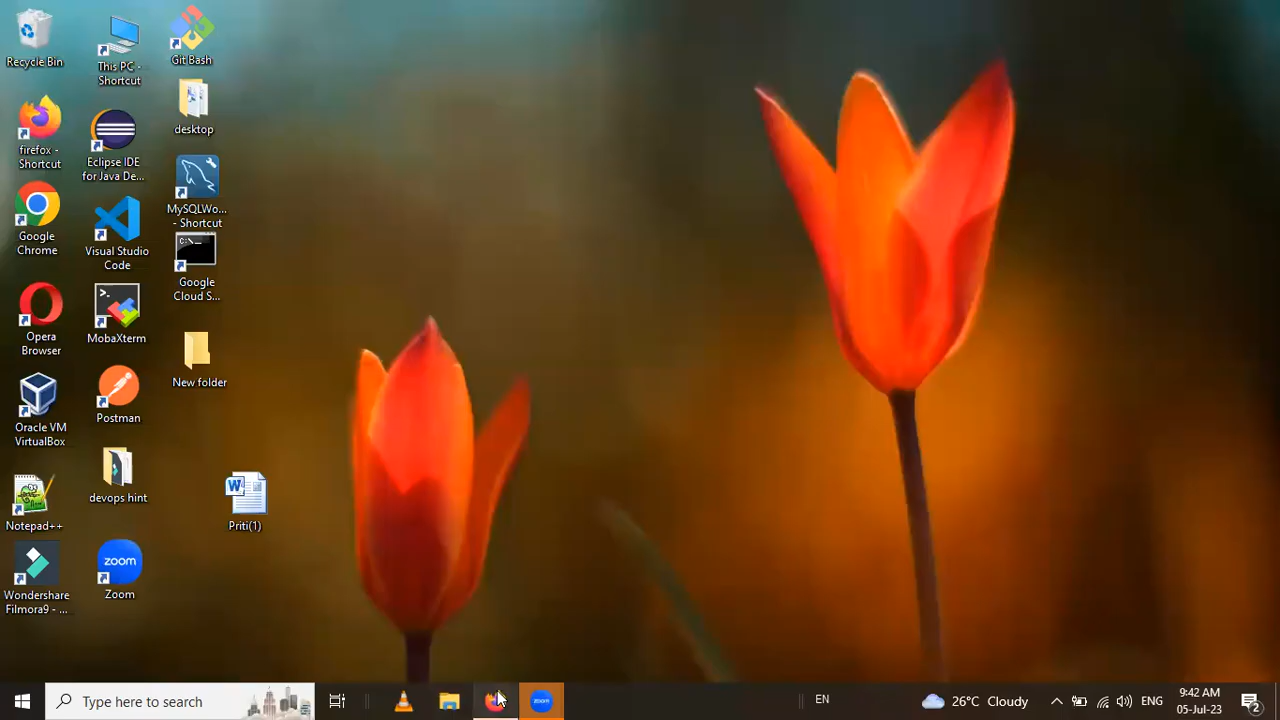 Recycle Bin
This PC -
Shortcut
Git Bash
firefox -
Shortcut
Eclipse IDE
for Java De...
desktop
Google
Chrome
Visual Studio
Code
MySQLWo...
- Shortcut
Google
Cloud S...
Opera
Browser
MobaXterm
New folder
Oracle VM
VirtualBox
Postman
Notepad++
devops hint
W
Priti(1)
Wondershare
Filmora9 - ...
zoom
Zoom
Type here to search
zoom
EN
26°C Cloudy
ENG
9:42 AM
05-Jul-23
2